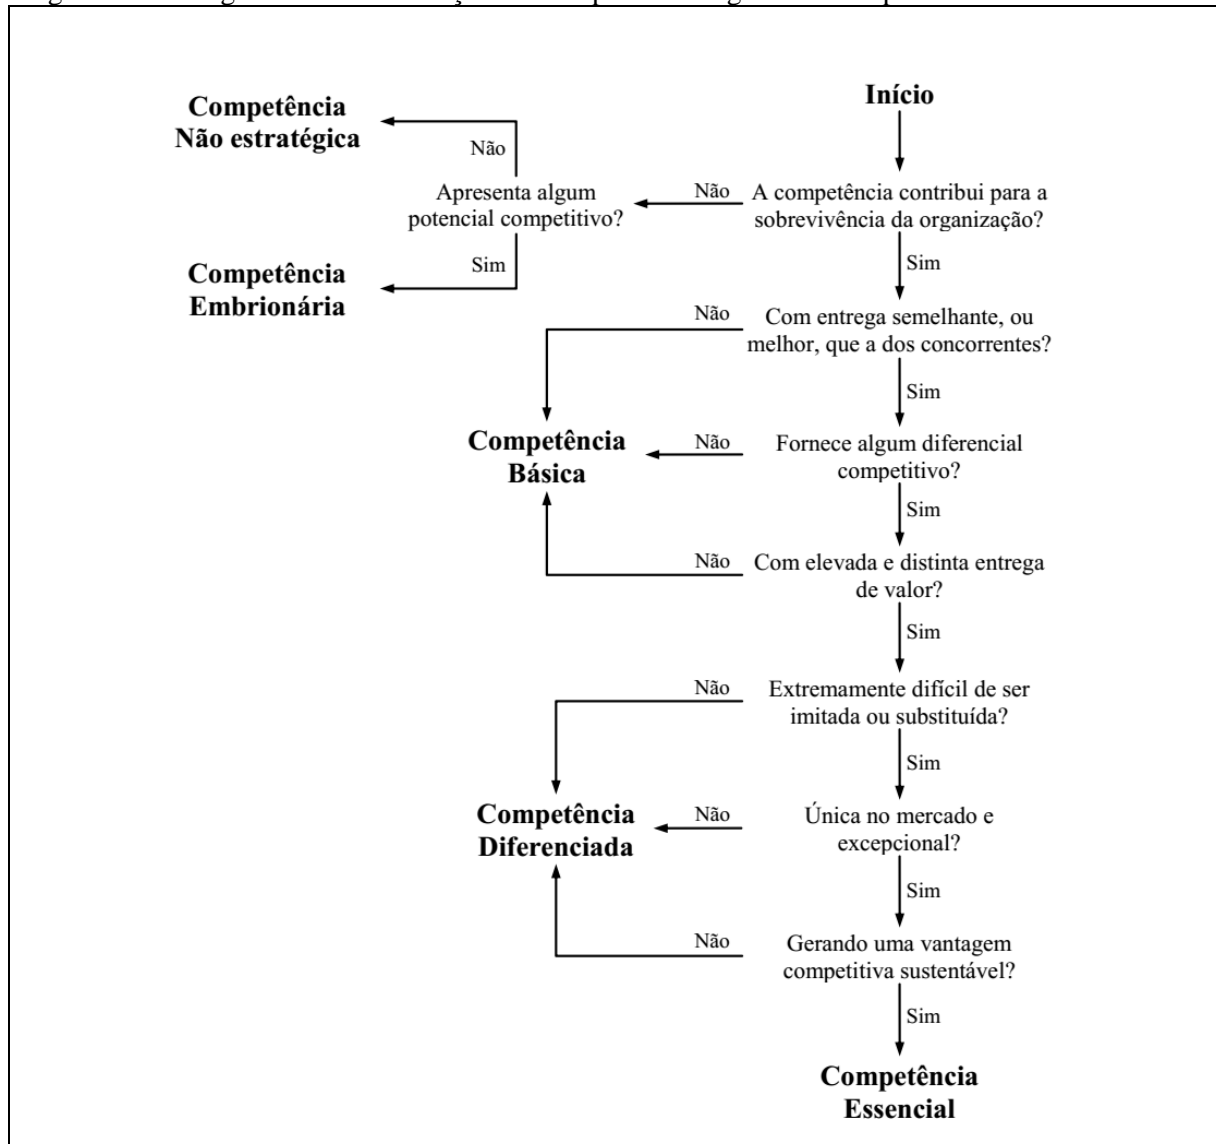 Início
A competência contribui para a
sobrevivência da organização?
Não
Apresenta algum
potencial competitivo?
Não
Competência
Não estratégica
Sim
Competência
Embrionária
Sim
Com entrega semelhante, ou
melhor, que a dos concorrentes?
Não
Sim
Fornece algum diferencial
competitivo?
Não
Competência
Básica
Sim
Com elevada e distinta entrega
de valor?
Não
Sim
Extremamente difícil de ser
imitada ou substituída?
Não
Sim
Única no mercado e
excepcional?
Não
Competência
Diferenciada
Sim
Gerando uma vantagem
competitiva sustentável?
Não
Sim
Competência
Essencial